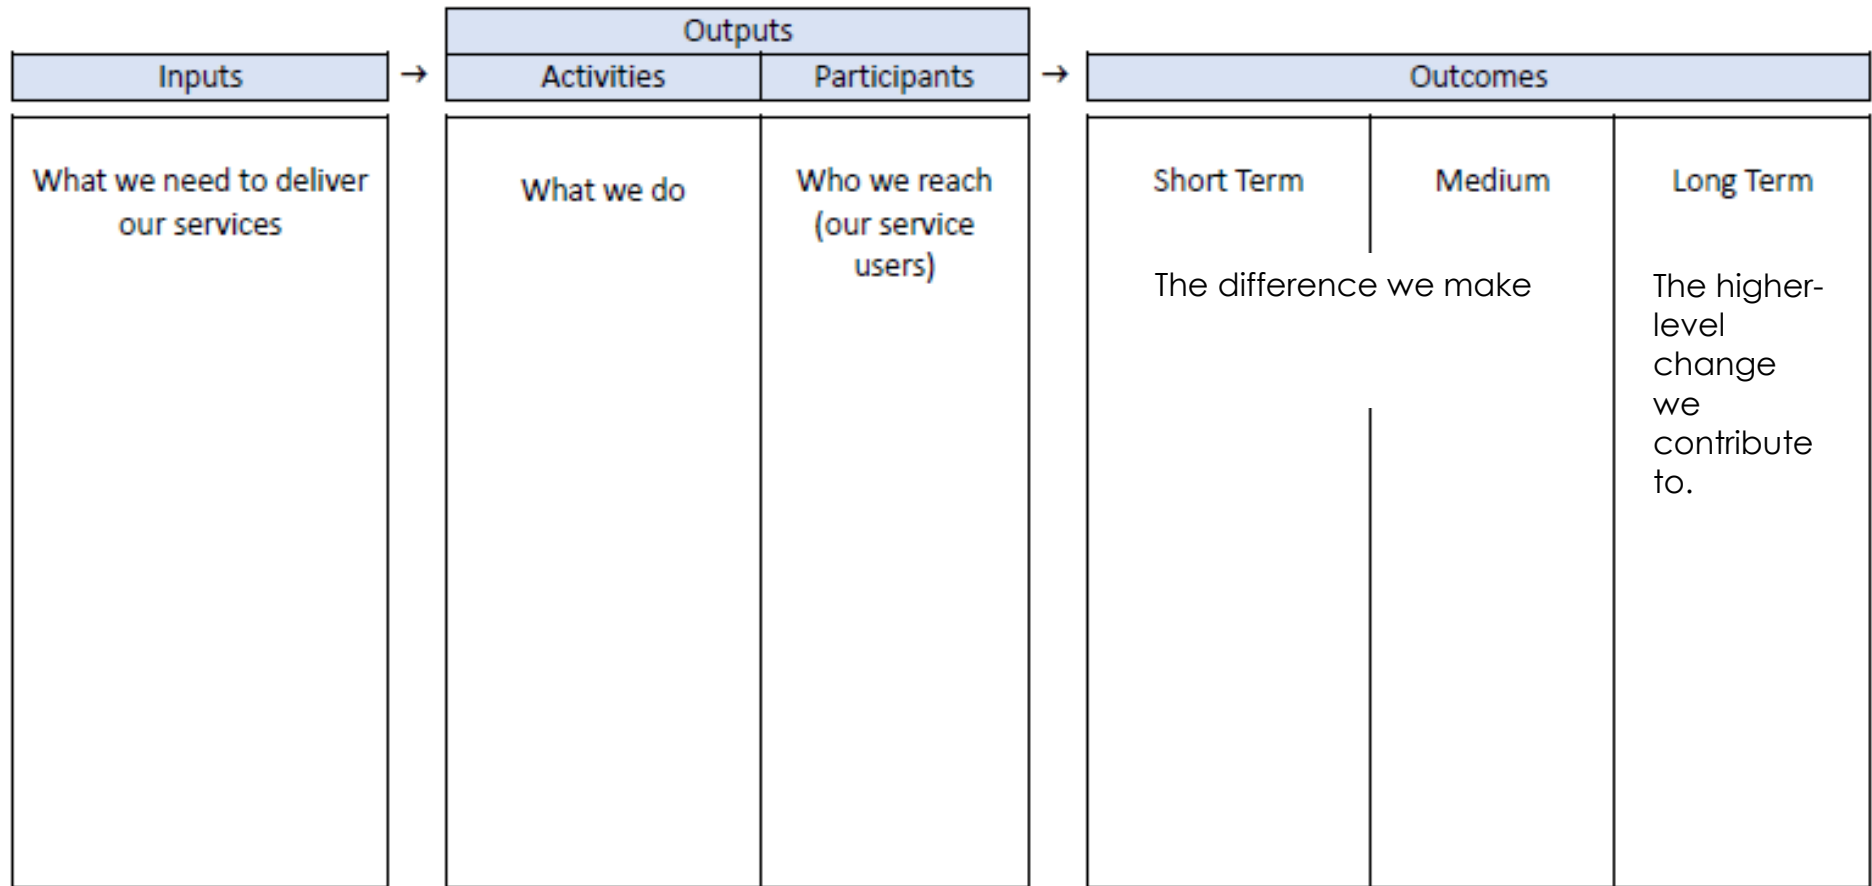 Outputs
Inputs → Activities Participants → Outcomes
What we need to deliver
our services
What we do
Who we reach
(our service
users)
Short Term Medium Long Term
The difference we make
The higher-
level
change
we
contribute
to.